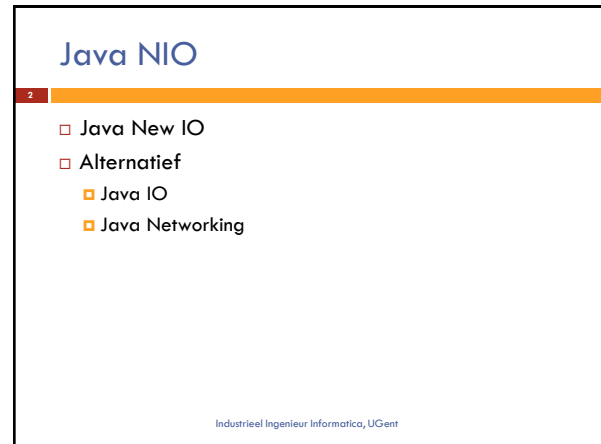 Java NIO
2
Java New IO
Alternatief
Java IO
Java Networking
Industrieel Ingenieur Informatica, UGent